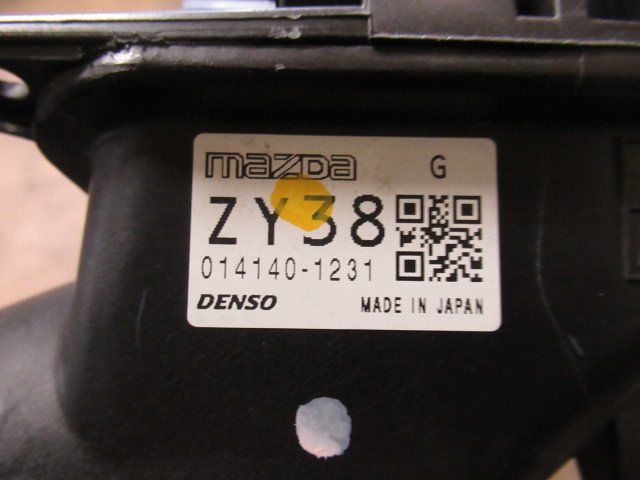 mazda G
ZY38
014140-1231
DENSO MADE IN JAPAN